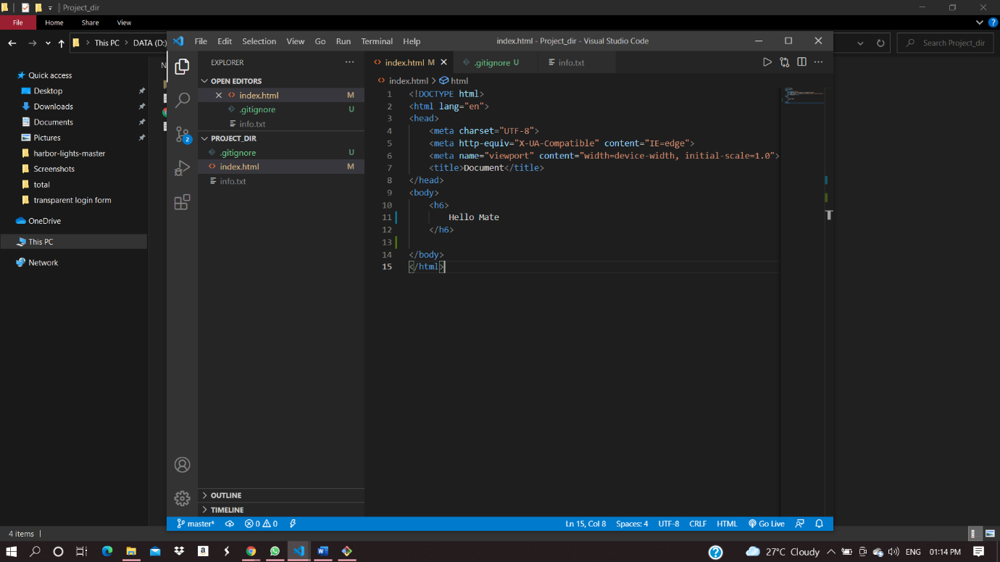 Project_dir
File Home Share View
This PC DATA (D:)
Search Project_dir
Quick access
Desktop
Downloads
Documents
Pictures
harbor-lights-master
Screenshots
total
transparent login form
OneDrive
This PC
Network
4 items
File Edit Selection View Go Run Terminal Help
index.html - Project_dir - Visual Studio Code
EXPLORER
OPEN EDITORS
index.html M
.gitignore U
info.txt
PROJECT_DIR
.gitignore U
index.html M
info.txt
OUTLINE
TIMELINE
2
index.html M .gitignore U info.txt
index.html html
1 <!DOCTYPE html>
2 <html lang="en">
3 <head>
4 <meta charset="UTF-8">
5 <meta http-equiv="X-UA-Compatible" content="IE=edge">
6 <meta name="viewport" content="width=device-width, initial-scale=1.0">
7 <title>Document</title>
8 </head>
9 <body>
10 <h6>
11 Hello Mate
12 </h6>
13
14 </body>
15 </html>
master* 0 0 Ln 15, Col 8 Spaces: 4 UTF-8 CRLF HTML Go Live
27°C Cloudy ENG 01:14 PM